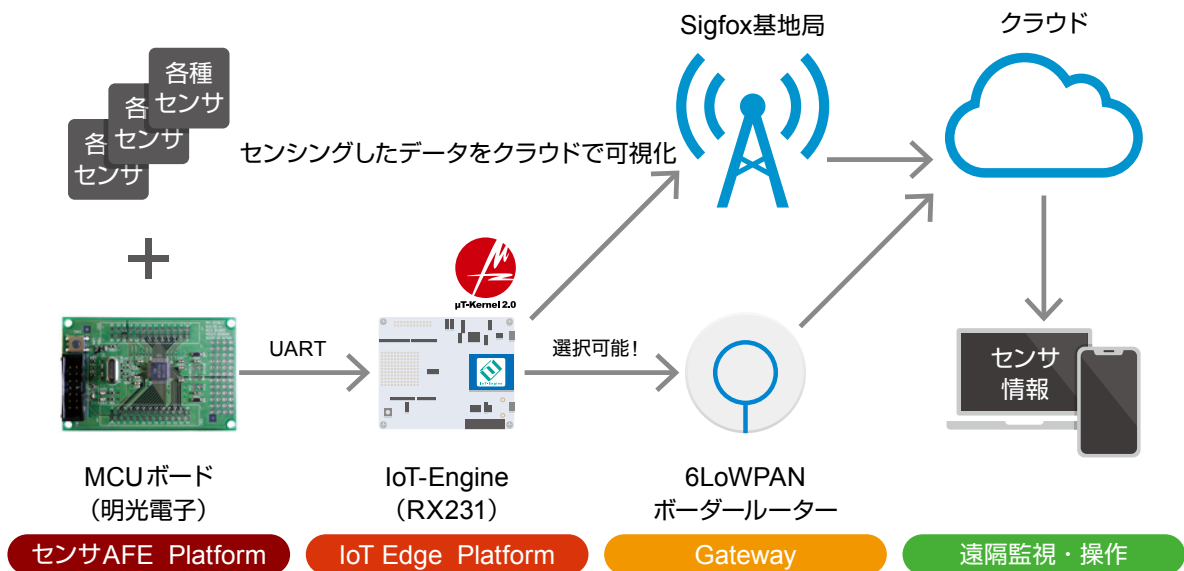 Sigfox基地局
クラウド
各種
センサ
各
センサ
各
センサ
センシングしたデータをクラウドで可視化
μT-Kernel 2.0
UART
選択可能!
IoT-Engine
センサ
情報
MCUボード
（明光電子）
IoT-Engine
（RX231）
6LoWPAN
ボーダールーター
センサAFE Platform
IoT Edge Platform
Gateway
遠隔監視・操作